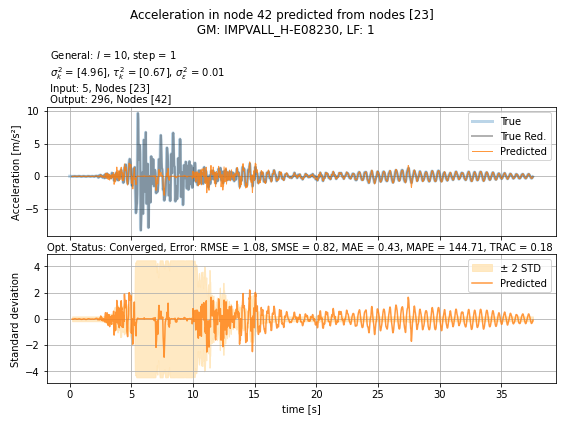 Acceleration in node 42 predicted from nodes [23]
GM: IMPVALL_H-E08230, LF: 1
General: l = 10, step = 1
σ²ₖ = [4.96], τ²ₖ = [0.67], σ²ε = 0.01
Input: 5, Nodes [23]
Output: 296, Nodes [42]
Acceleration [m/s²]
10
5
0
−5
True
True Red.
Predicted
Opt. Status: Converged, Error: RMSE = 1.08, SMSE = 0.82, MAE = 0.43, MAPE = 144.71, TRAC = 0.18
Standard deviation
4
2
0
−2
−4
± 2 STD
Predicted
0 5 10 15 20 25 30 35
time [s]